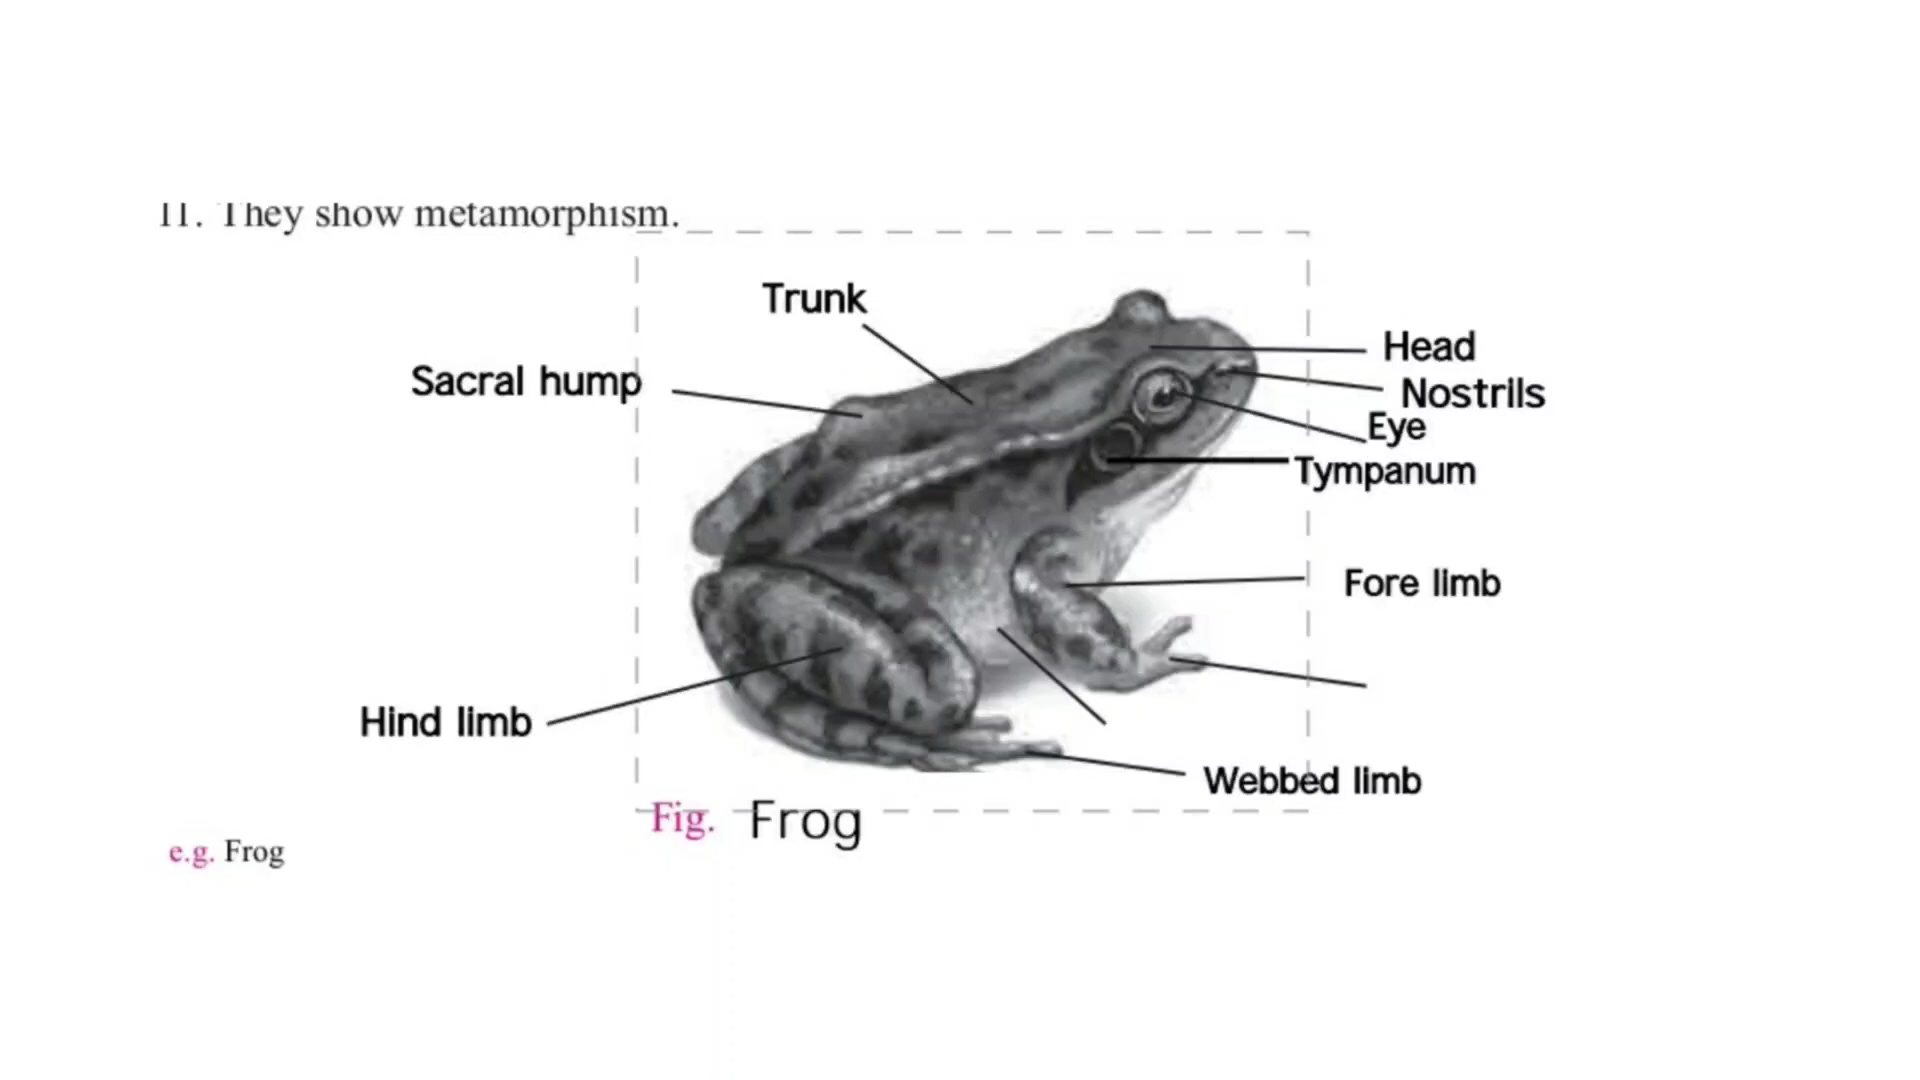 11. They show metamorphism.
Trunk
Head
Sacral hump
Nostrils
Eye
Tympanum
Fore limb
Hind limb
Webbed limb
Fig. Frog
e.g. Frog